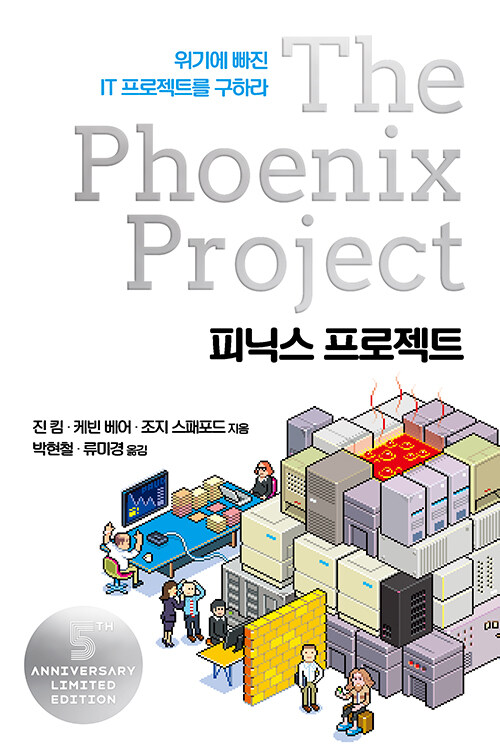 위기에 빠진
IT 프로젝트를 구하라
The
Phoenix
Project
피닉스 프로젝트
진 킴 · 케빈 베어 · 조지 스패포드 지음
박현철 · 류미경 옮김
5TH
ANNIVERSARY
LIMITED
EDITION